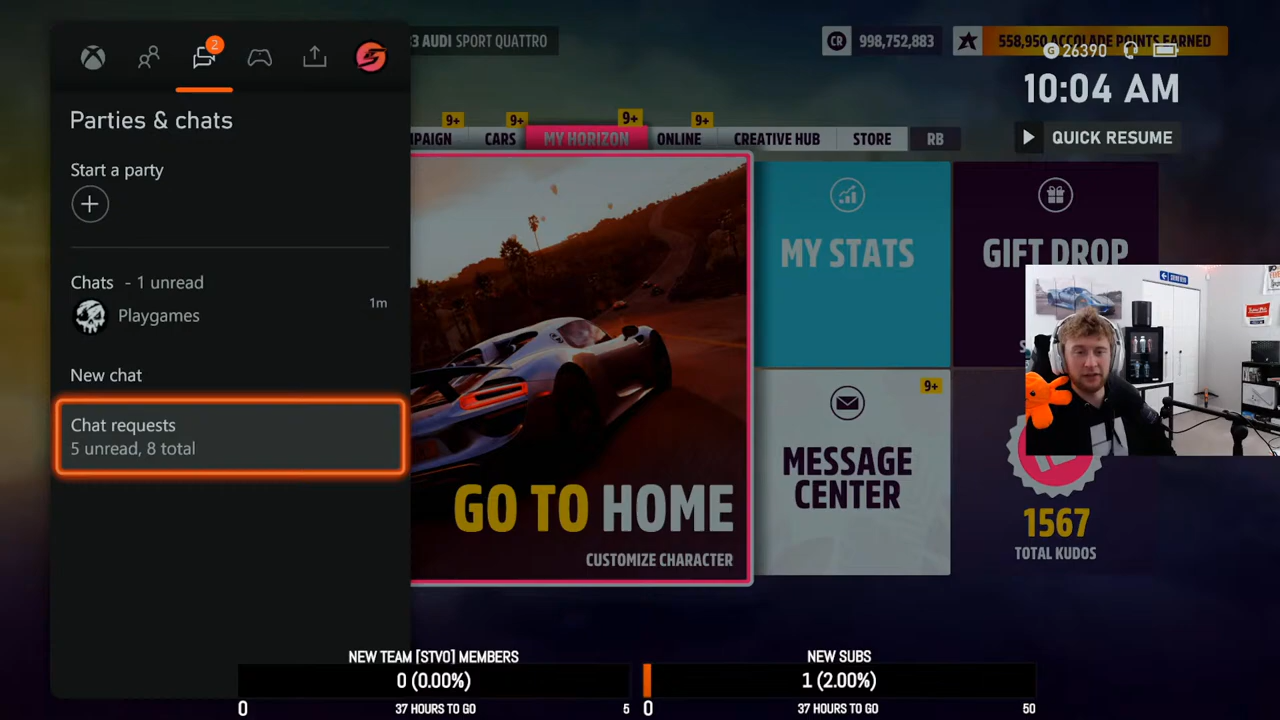 2
Parties & chats
Start a party
Chats - 1 unread
Playgames
1m
New chat
Chat requests
5 unread, 8 total
3 AUDI SPORT QUATTRO
CR 998,752,883
558,950 ACCOLADE POINTS EARNED
G 26390
10:04 AM
QUICK RESUME
9+ 9+ 9+ 9+
PAIGN CARS MY HORIZON ONLINE CREATIVE HUB STORE RB
GO TO HOME
CUSTOMIZE CHARACTER
MY STATS
GIFT DROP
9+
MESSAGE
CENTER
1567
TOTAL KUDOS
NEW TEAM [STVO] MEMBERS
0 (0.00%)
0 37 HOURS TO GO 5
NEW SUBS
1 (2.00%)
0 37 HOURS TO GO 50